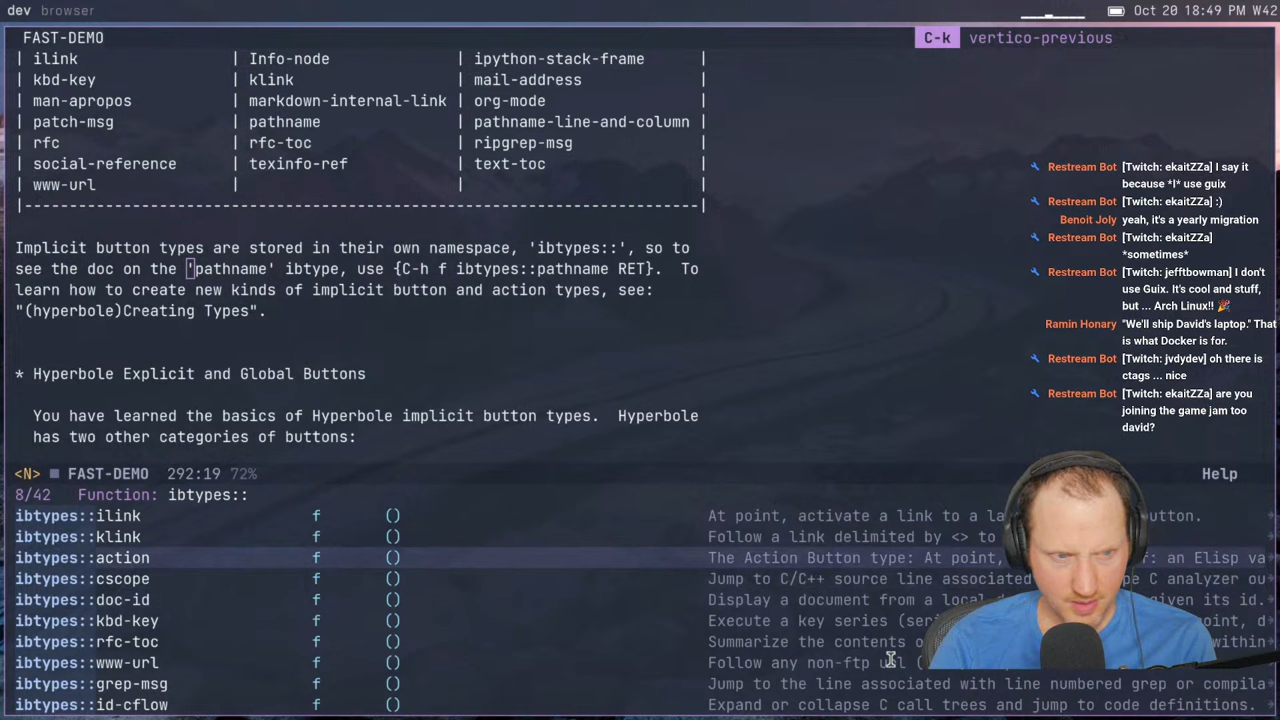 dev browser
Oct 20 18:49 W42
FAST-DEMO
C-k vertico-previous
| ilink | Info-node | ipython-stack-frame |
| kbd-key | klink | mail-address |
| man-apropos | markdown-internal-link | org-mode |
| patch-msg | pathname | pathname-line-and-column |
| rfc | rfc-toc | ripgrep-msg |
| social-reference | texinfo-ref | text-toc |
| www-url | | |
|-----------------------------------------------------------------------------|
Implicit button types are stored in their own namespace, 'ibtypes::', so to
see the doc on the 'pathname' ibtype, use {C-h f ibtypes::pathname RET}. To
learn how to create new kinds of implicit button and action types, see:
"(hyperbole)Creating Types".
* Hyperbole Explicit and Global Buttons
You have learned the basics of Hyperbole implicit button types. Hyperbole
has two other categories of buttons:
<N> FAST-DEMO 292:19 72% Help
8/42 Function: ibtypes::
ibtypes::ilink f () At point, activate a link to a la
ibtypes::klink f () Follow a link delimited by <> to
ibtypes::action f () The Action Button type: At point, : an Elisp va
ibtypes::cscope f () Jump to C/C++ source line associated C analyzer ou
ibtypes::doc-id f () Display a document from a local given its id.
ibtypes::kbd-key f () Execute a key series
ibtypes::rfc-toc f () Summarize the contents within
ibtypes::www-url f () Follow any non-ftp url
ibtypes::grep-msg f () Jump to the line associated with line numbered grep or compila
ibtypes::id-cflow f () Expand or collapse C call trees and jump to code definitions.
Restream Bot [Twitch: ekaitZZa] I say it
because *I* use guix
Restream Bot [Twitch: ekaitZZa] :)
Benoit Joly yeah, it's a yearly migration
Restream Bot [Twitch: ekaitZZa]
*sometimes*
Restream Bot [Twitch: jefftbowman] I don't
use Guix. It's cool and stuff,
but ... Arch Linux!! 🎉
Ramin Honary "We'll ship David's laptop." That
is what Docker is for.
Restream Bot [Twitch: jvdydev] oh there is
ctags ... nice
Restream Bot [Twitch: ekaitZZa] are you
joining the game jam too
david?